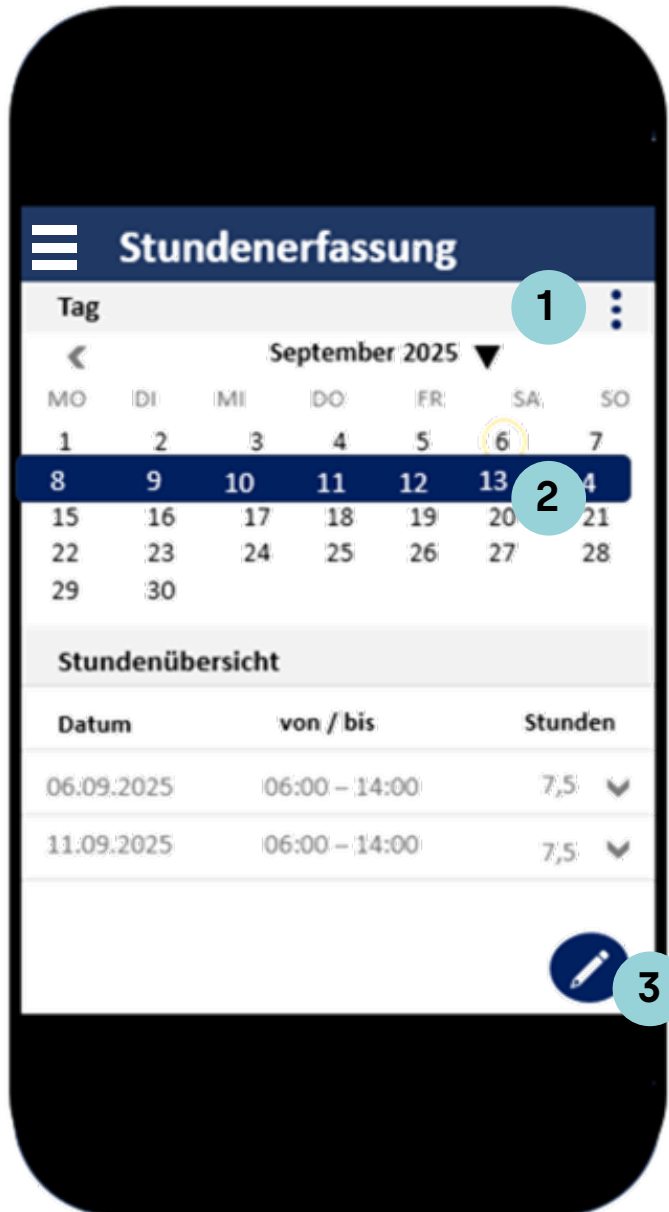 Stundenerfassung
Tag 1
September 2025
MO DI MI DO FR SA SO
1 2 3 4 5 6 7
8 9 10 11 12 13 2 4
15 16 17 18 19 20 21
22 23 24 25 26 27 28
29 30
Stundenübersicht
Datum von / bis Stunden
06.09.2025 06:00 – 14:00 7,5
11.09.2025 06:00 – 14:00 7,5
3